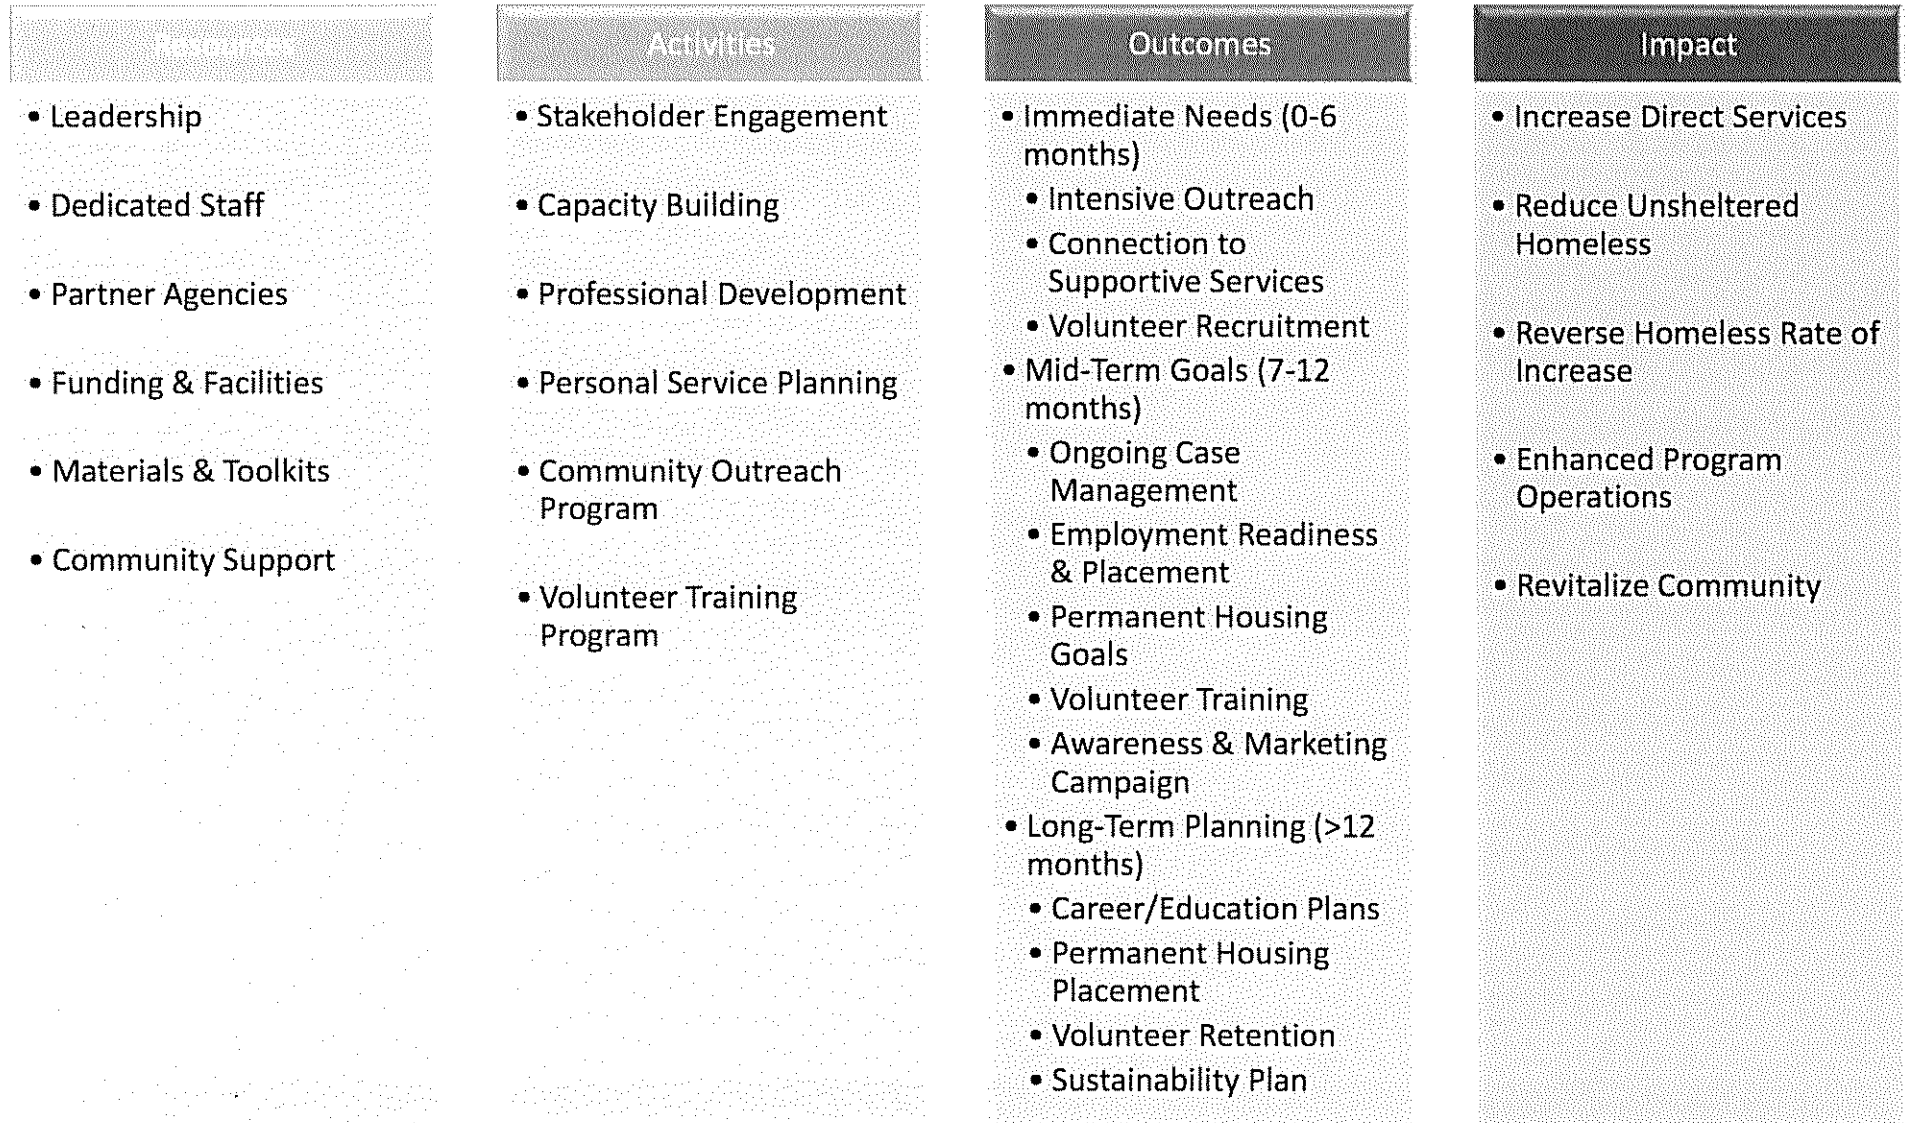 Resources
• Leadership
• Dedicated Staff
• Partner Agencies
• Funding & Facilities
• Materials & Toolkits
• Community Support
Activities
• Stakeholder Engagement
• Capacity Building
• Professional Development
• Personal Service Planning
• Community Outreach
Program
• Volunteer Training
Program
Outcomes
• Immediate Needs (0-6
months)
• Intensive Outreach
• Connection to
Supportive Services
• Volunteer Recruitment
• Mid-Term Goals (7-12
months)
• Ongoing Case
Management
• Employment Readiness
& Placement
• Permanent Housing
Goals
• Volunteer Training
• Awareness & Marketing
Campaign
• Long-Term Planning (>12
months)
• Career/Education Plans
• Permanent Housing
Placement
• Volunteer Retention
• Sustainability Plan
Impact
• Increase Direct Services
• Reduce Unsheltered
Homeless
• Reverse Homeless Rate of
Increase
• Enhanced Program
Operations
• Revitalize Community